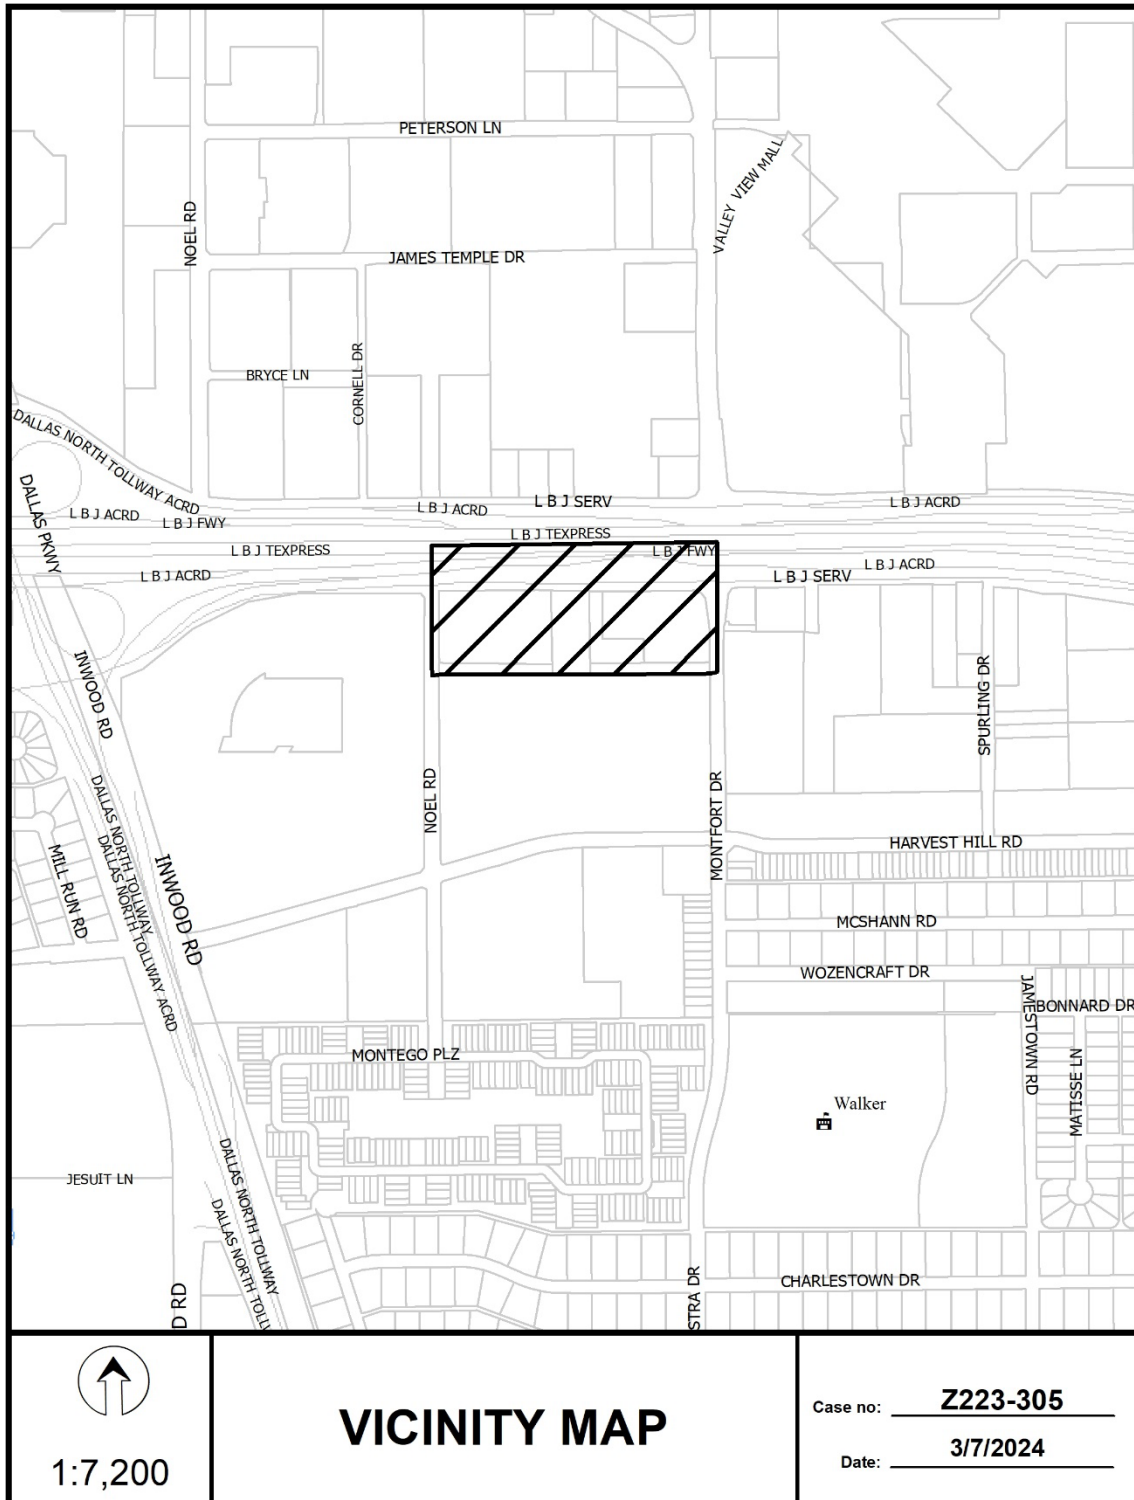 PETERSON LN
VALLEY VIEW MALL
NOEL RD
JAMES TEMPLE DR
BRYCE LN
CORNELL DR
DALLAS NORTH TOLLWAY ACRD
DALLAS PKWY
L B J ACRD
L B J FWY
L B J ACRD
L B J SERV
L B J ACRD
L B J TEXPRESS
L B J TEXPRESS
L B J FWY
L B J ACRD
L B J SERV
L B J ACRD
INWOOD RD
SPURLING DR
NOEL RD
MONTFORT DR
DALLAS NORTH TOLLWAY
DALLAS NORTH TOLLWAY ACRD
MILL RUN RD
INWOOD RD
HARVEST HILL RD
MCSHANN RD
WOZENCRAFT DR
JAMESTOWN RD
BONNARD DR
MATISSE LN
MONTEGO PLZ
Walker
JESUIT LN
DALLAS NORTH TOLLWAY
DALLAS NORTH TOLL
CHARLESTOWN DR
D RD
STRA DR
1:7,200
VICINITY MAP
Case no: Z223-305
Date: 3/7/2024